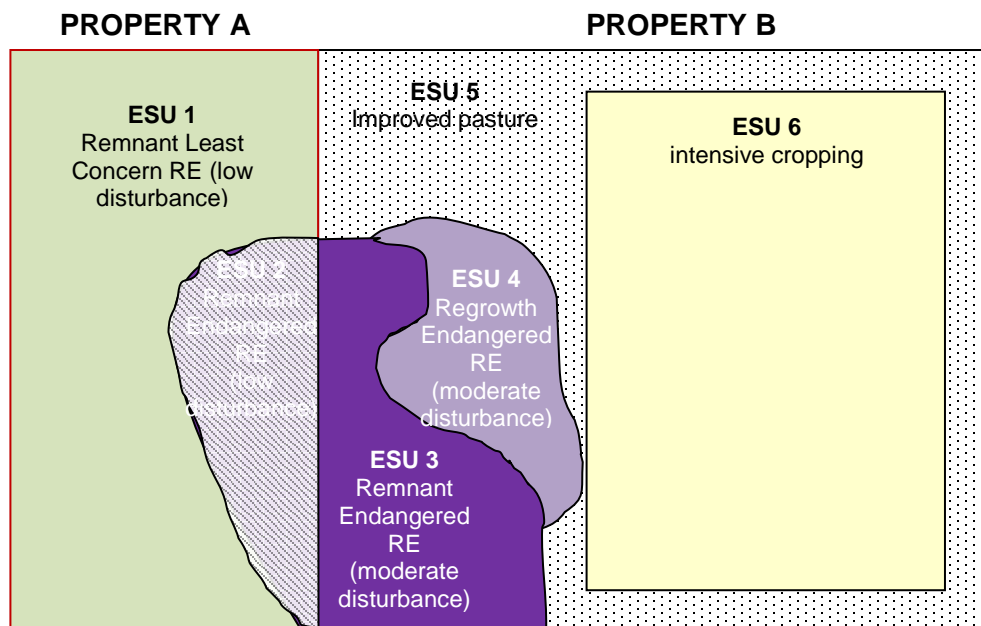 PROPERTY A
PROPERTY B
ESU 1
Remnant Least
Concern RE (low
disturbance)
ESU 2
Remnant
Endangered
RE
(low
disturbance)
ESU 3
Remnant
Endangered
RE
(moderate
disturbance)
ESU 4
Regrowth
Endangered
RE
(moderate
disturbance)
ESU 5
Improved pasture
ESU 6
intensive cropping